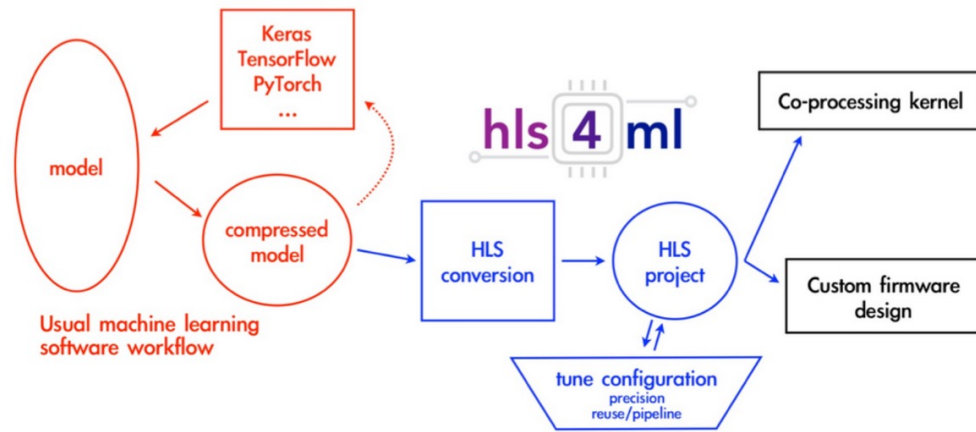 Keras
TensorFlow
PyTorch
...
model
compressed
model
Usual machine learning
software workflow
hls 4 ml
HLS
conversion
HLS
project
tune configuration
precision
reuse/pipeline
Co-processing kernel
Custom firmware
design